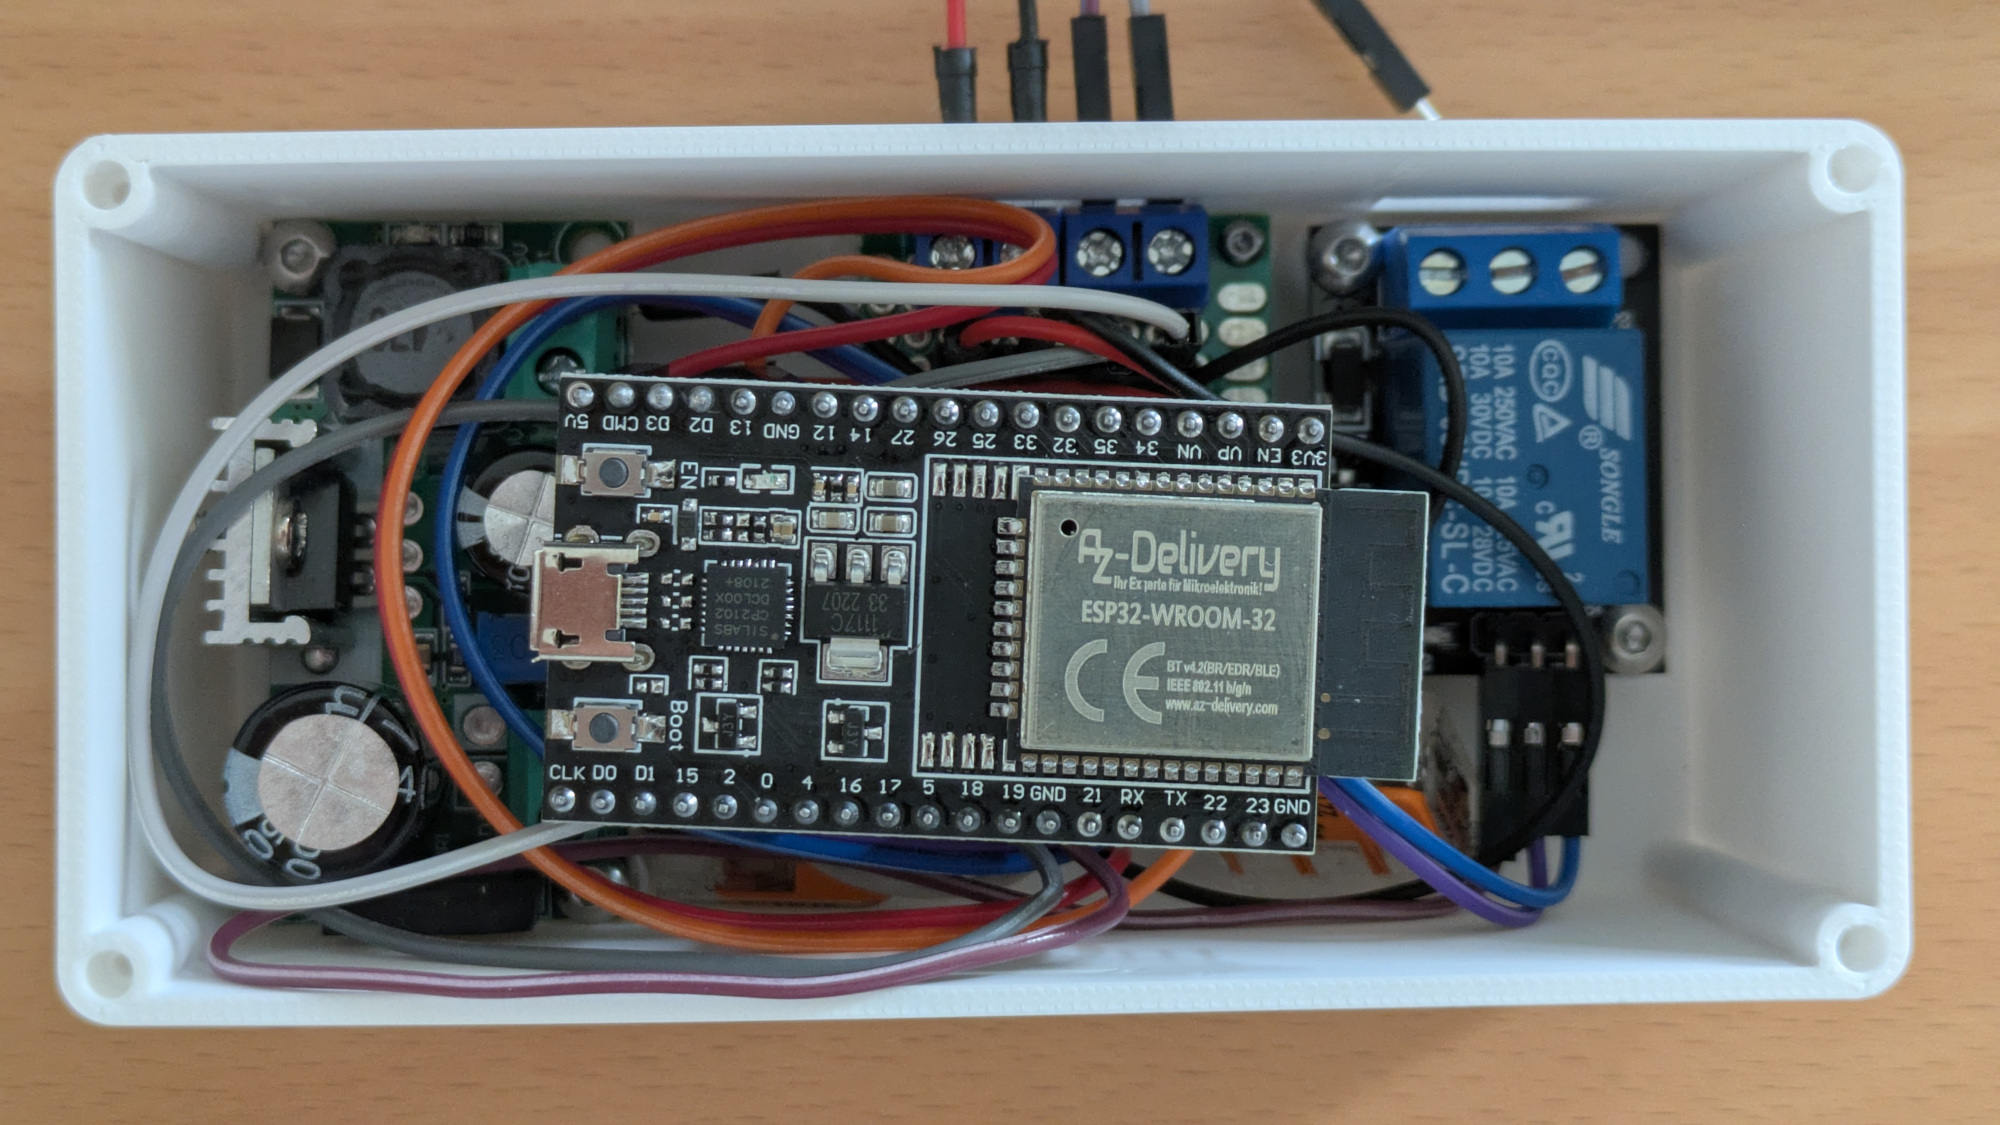 5V CMD D3 D2 13 GND 12 14 27 26 25 33 32 35 34 VN VP EN 3V3
EN
SILABS
CP2102
DCL00X
2108+
1117C
33 2207
J3Y
Boot
Az-Delivery
Ihr Experte für Mikroelektronik!
ESP32-WROOM-32
CE
BT v4.2(BR/EDR/BLE)
IEEE 802.11 b/g/n
www.az-delivery.com
CLK D0 D1 15 2 0 4 16 17 5 18 19 GND 21 RX TX 22 23 GND
SONGLE
®
CQC
10A 250VAC
10A 30VDC
SL-C